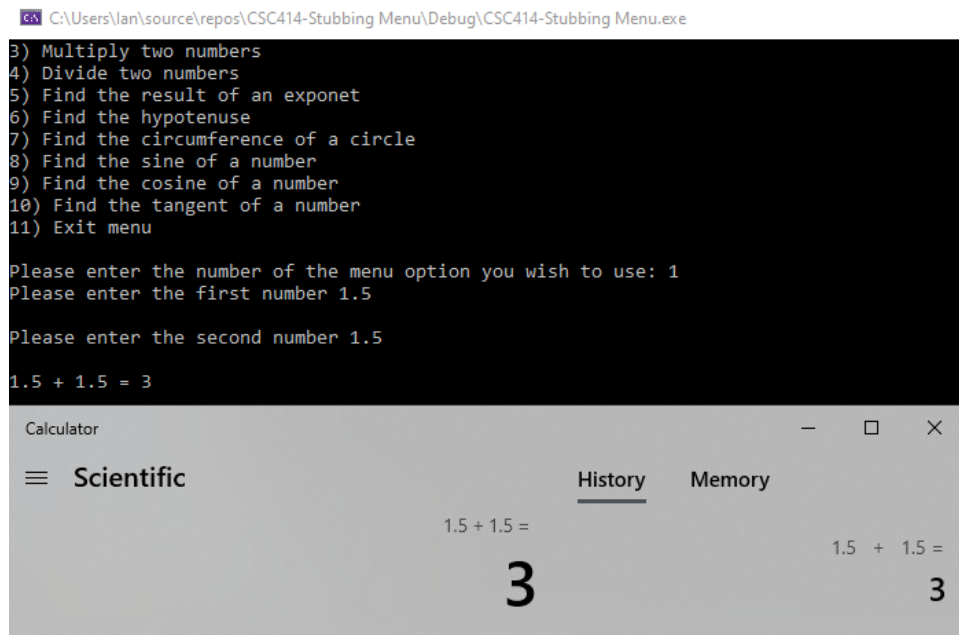 C:\Users\Ian\source\repos\CSC414-Stubbing Menu\Debug\CSC414-Stubbing Menu.exe
3) Multiply two numbers
4) Divide two numbers
5) Find the result of an exponet
6) Find the hypotenuse
7) Find the circumference of a circle
8) Find the sine of a number
9) Find the cosine of a number
10) Find the tangent of a number
11) Exit menu
Please enter the number of the menu option you wish to use: 1
Please enter the first number 1.5
Please enter the second number 1.5
1.5 + 1.5 = 3
Calculator
Scientific
History Memory
1.5 + 1.5 =
3
1.5 + 1.5 =
3